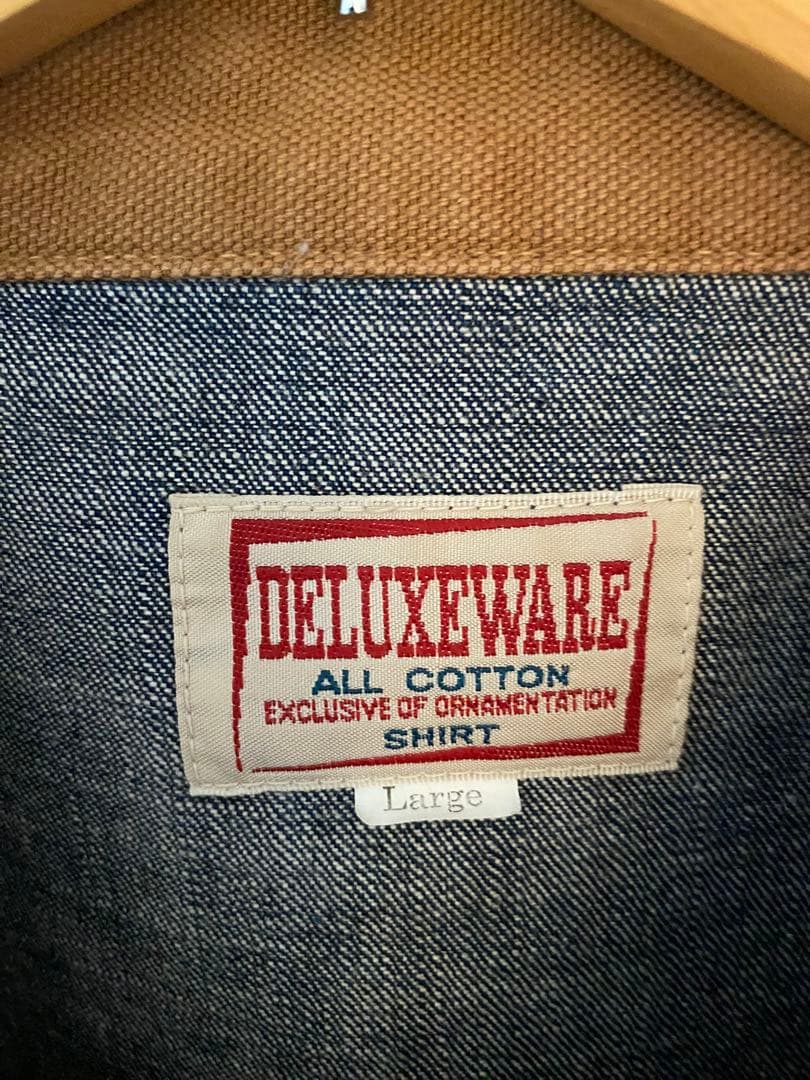 DELUXEWARE
ALL COTTON
EXCLUSIVE OF ORNAMENTATION
SHIRT
Large